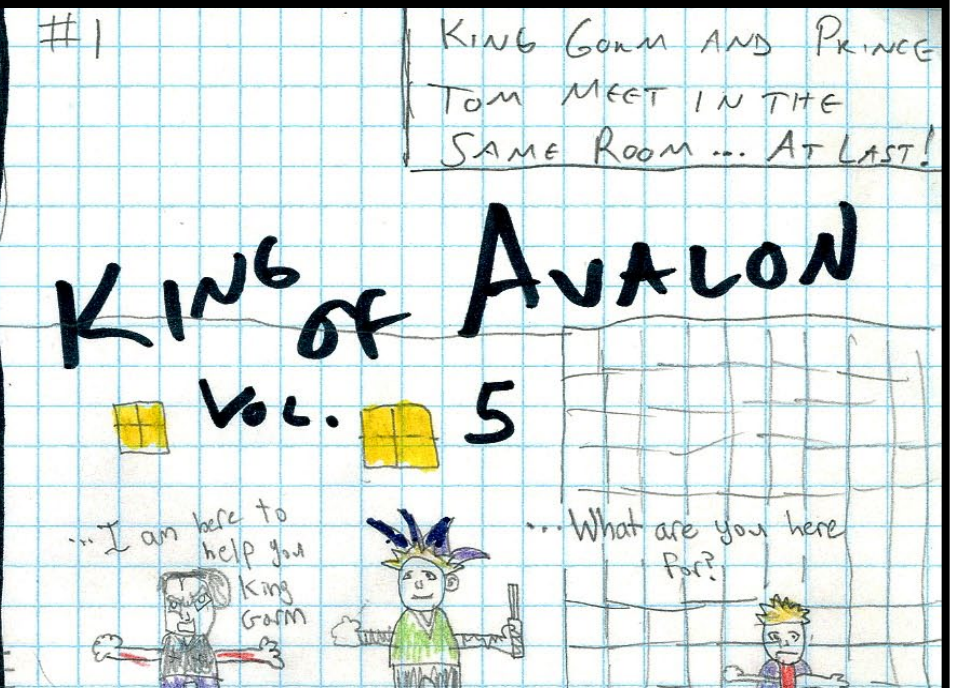 #1
KING GORM AND PRINCE
TOM MEET IN THE
SAME ROOM... AT LAST!
KING OF AVALON
VOL. 5
...I am here to
help you
King
Gorm
...What are you here
for?